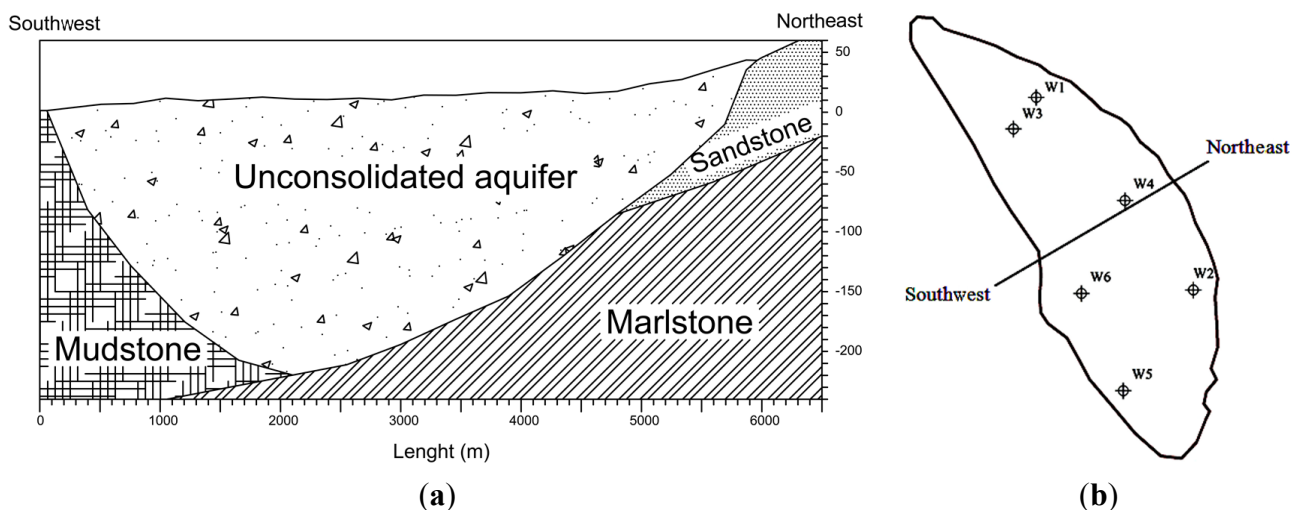 Southwest
Northeast
50
0
-50
-100
-150
-200
Unconsolidated aquifer
Sandstone
Mudstone
Marlstone
0 1000 2000 3000 4000 5000 6000
Lenght (m)
(a)
W1
W3
Northeast
W4
W6
W2
Southwest
W5
(b)